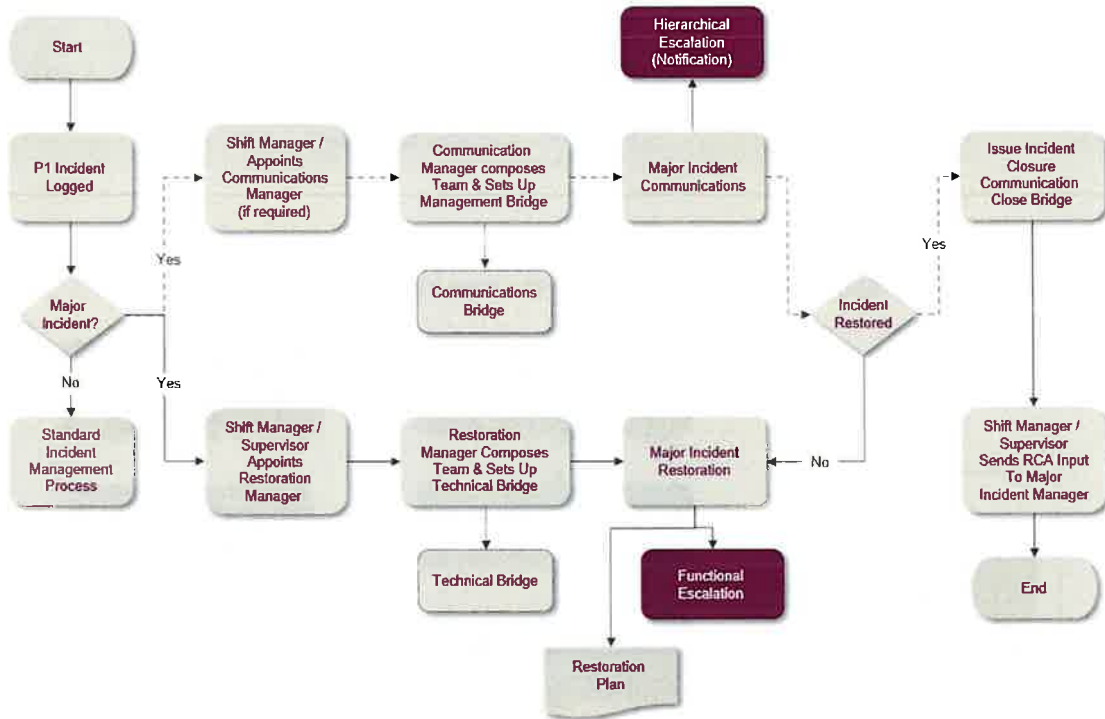 Start
Hierarchical
Escalation
(Notification)
P1 Incident
Logged
Shift Manager /
Appoints
Communications
Manager
(if required)
Communication
Manager composes
Team & Sets Up
Management Bridge
Major Incident
Communications
Issue Incident
Closure
Communication
Close Bridge
Yes
Yes
Major
Incident?
Communications
Bridge
Incident
Restored
No
Yes
Standard
Incident
Management
Process
Shift Manager /
Supervisor
Appoints
Restoration
Manager
Restoration
Manager Composes
Team & Sets Up
Technical Bridge
Major Incident
Restoration
No
Shift Manager /
Supervisor
Sends RCA Input
To Major
Incident Manager
Technical Bridge
Functional
Escalation
End
Restoration
Plan